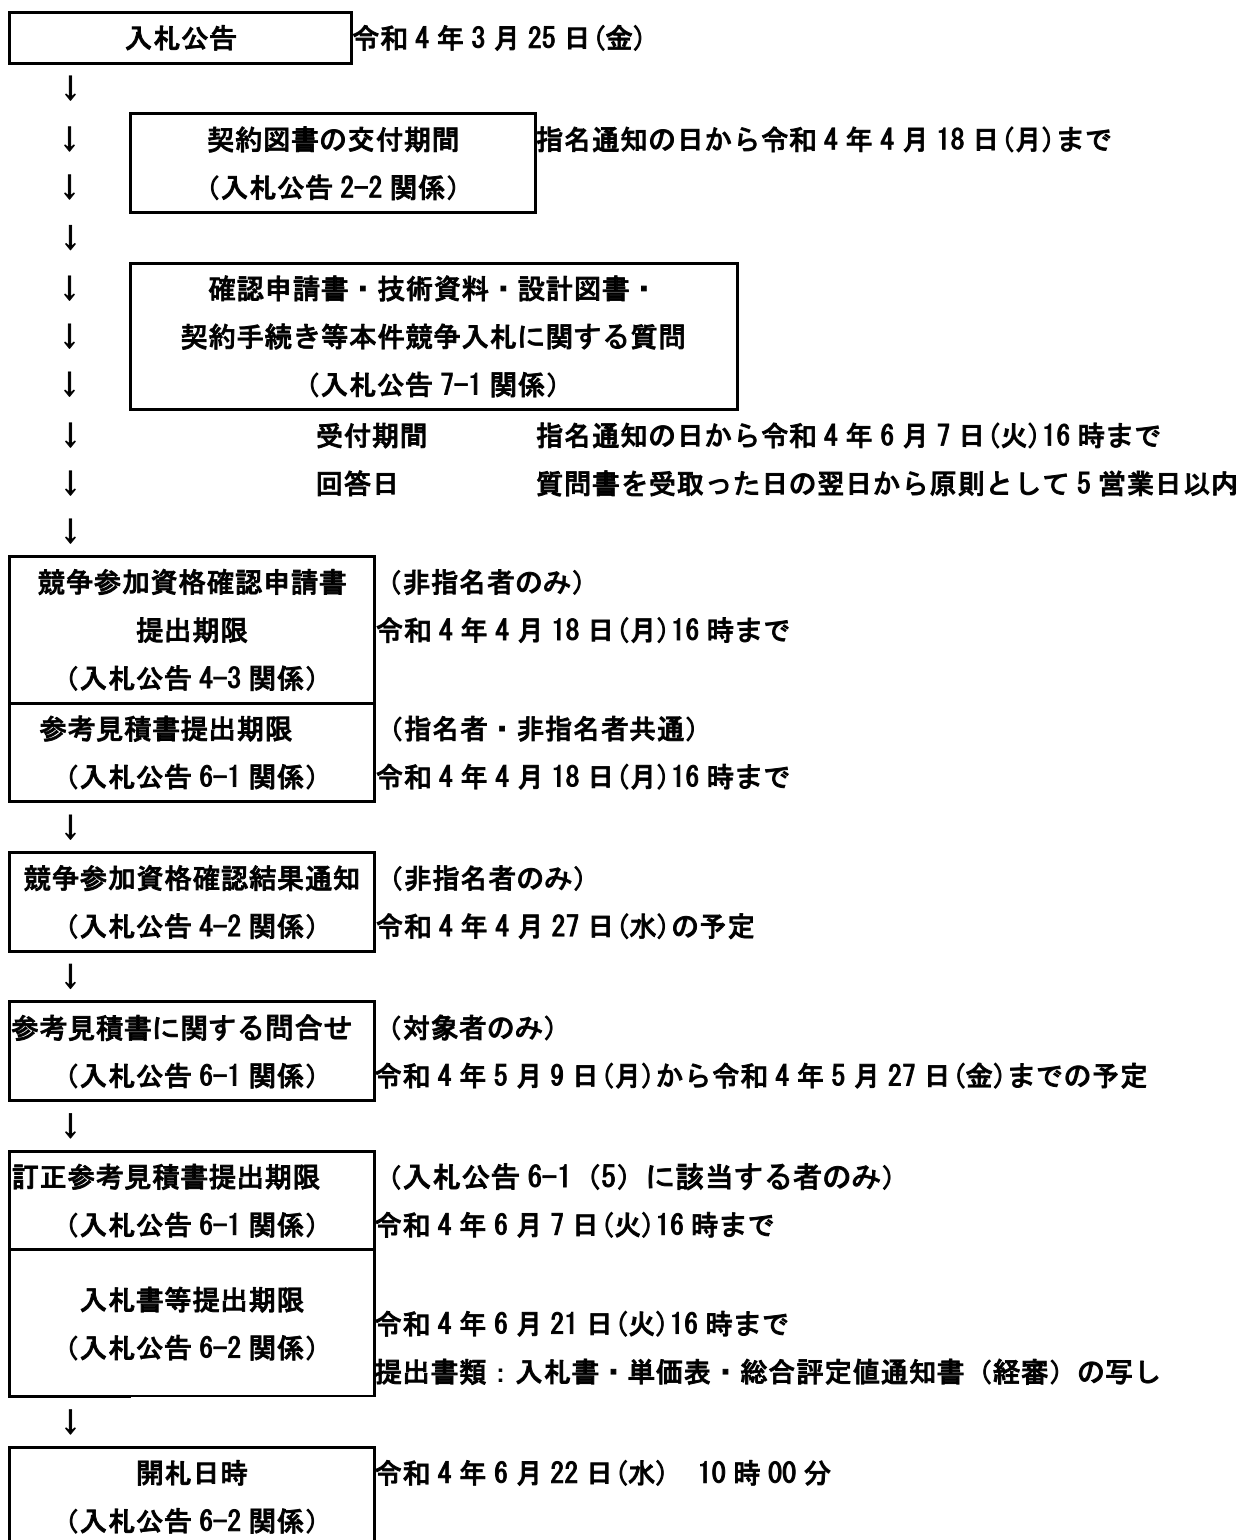 入札公告 令和4年3月25日(金)
↓
↓ 契約図書の交付期間 指名通知の日から令和4年4月18日(月)まで
↓ （入札公告2-2関係）
↓
↓ 確認申請書・技術資料・設計図書・
↓ 契約手続き等本件競争入札に関する質問
↓ （入札公告7-1関係）
↓ 受付期間 指名通知の日から令和4年6月7日(火)16時まで
↓ 回答日 質問書を受取った日の翌日から原則として5営業日以内
↓
競争参加資格確認申請書 （非指名者のみ）
提出期限 令和4年4月18日(月)16時まで
（入札公告4-3関係）
参考見積書提出期限 （指名者・非指名者共通）
（入札公告6-1関係） 令和4年4月18日(月)16時まで
↓
競争参加資格確認結果通知 （非指名者のみ）
（入札公告4-2関係） 令和4年4月27日(水)の予定
↓
参考見積書に関する問合せ （対象者のみ）
（入札公告6-1関係） 令和4年5月9日(月)から令和4年5月27日(金)までの予定
↓
訂正参考見積書提出期限 （入札公告6-1（5）に該当する者のみ）
（入札公告6-1関係） 令和4年6月7日(火)16時まで
入札書等提出期限
令和4年6月21日(火)16時まで
（入札公告6-2関係）
提出書類：入札書・単価表・総合評定値通知書（経審）の写し
↓
開札日時 令和4年6月22日(水) 10時00分
（入札公告6-2関係）